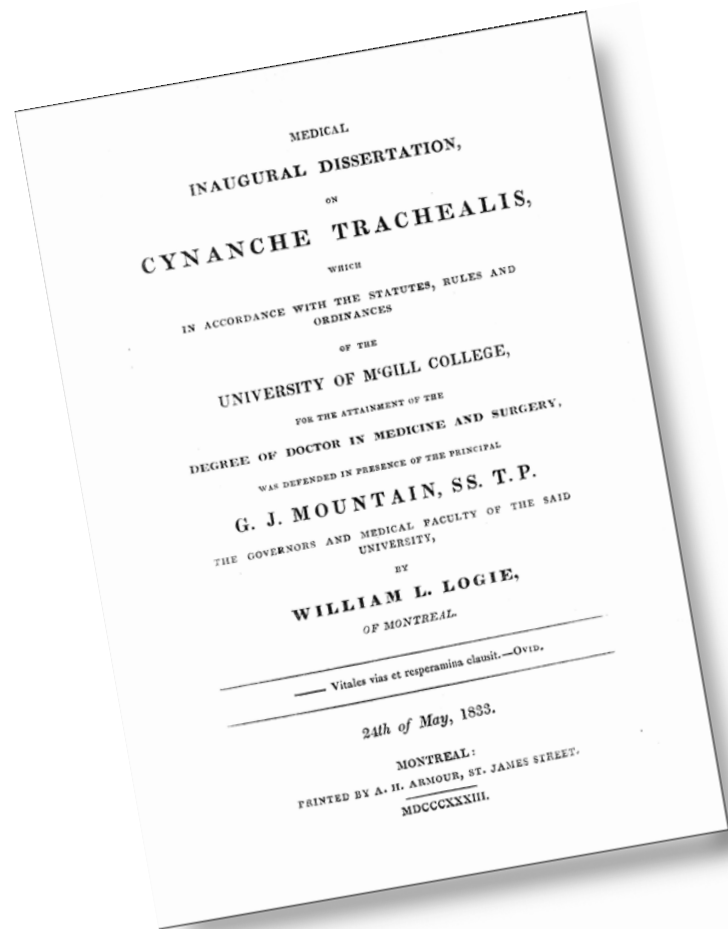 MEDICAL
INAUGURAL DISSERTATION,
ON
CYNANCHE TRACHEALIS,
WHICH
IN ACCORDANCE WITH THE STATUTES, RULES AND
ORDINANCES
OF THE
UNIVERSITY OF M‘GILL COLLEGE,
FOR THE ATTAINMENT OF THE
DEGREE OF DOCTOR IN MEDICINE AND SURGERY,
WAS DEFENDED IN PRESENCE OF THE PRINCIPAL
G. J. MOUNTAIN, SS. T. P.
THE GOVERNORS AND MEDICAL FACULTY OF THE SAID
UNIVERSITY,
BY
WILLIAM L. LOGIE,
OF MONTREAL.
—— Vitales vias et resperamina clausit.—OVID.
24th of May, 1833.
MONTREAL:
PRINTED BY A. H. ARMOUR, ST. JAMES STREET.
MDCCCXXXIII.